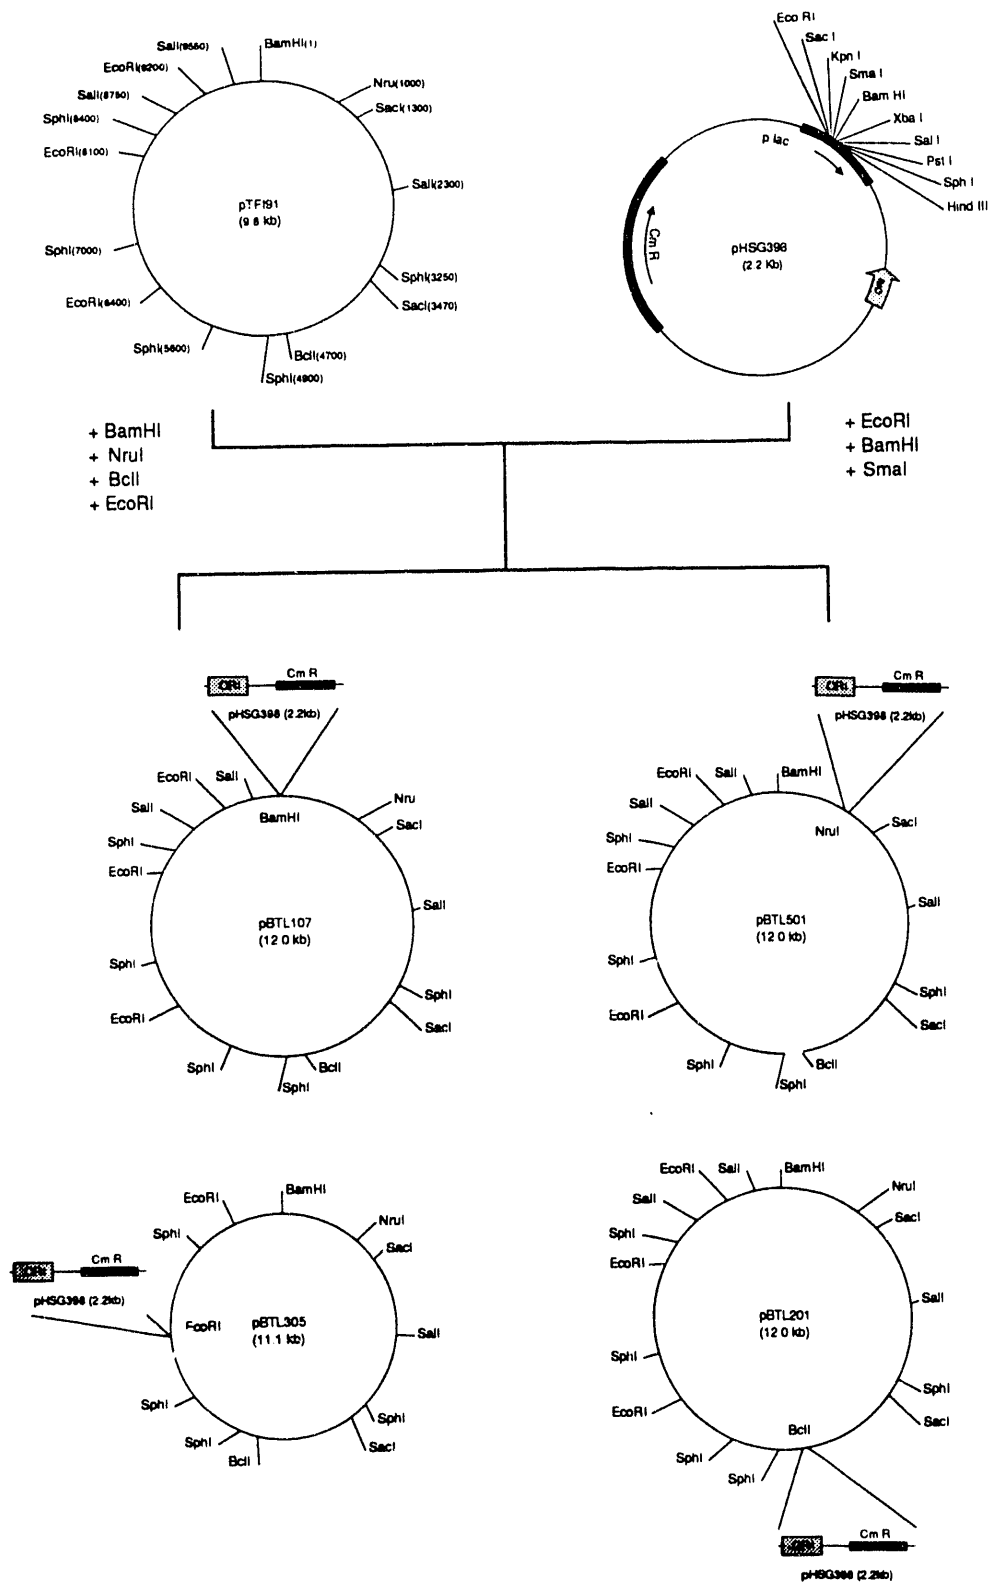 BamHI(1)
Nru(1000)
SacI(1300)
SalI(2300)
SphI(3250)
SacI(3470)
BclI(4700)
SphI(4900)
SphI(5600)
EcoRI(6400)
SphI(7000)
EcoRI(8100)
SphI(8400)
SalI(8750)
EcoRI(9200)
SalI(9550)
pTF191
(9 8 kb)
Eco RI
Sac I
Kpn I
Sma I
Bam HI
Xba I
Sal I
Pst I
Sph I
Hind III
p lac
Cm R
pHSG398
(2.2 Kb)
+ BamHI
+ NruI
+ BclI
+ EcoRI
+ EcoRI
+ BamHI
+ SmaI
ORI
Cm R
pHSG398 (2.2kb)
EcoRI
SalI
SalI
SphI
EcoRI
BamHI
Nru
SacI
SalI
pBTL107
(12 0 kb)
SphI
EcoRI
SphI
SphI
BclI
SphI
SacI
ORI
Cm R
pHSG398 (2.2kb)
EcoRI
SalI
BamHI
SalI
SphI
EcoRI
NruI
SacI
SalI
pBTL501
(12 0 kb)
SphI
EcoRI
SphI
SphI
BclI
SphI
SacI
ORI
Cm R
pHSG398 (2.2kb)
EcoRI
BamHI
SphI
NruI
SacI
EcoRI
pBTL305
(11.1 kb)
SalI
SphI
SphI
BclI
SphI
SacI
EcoRI
SalI
BamHI
SalI
NruI
SphI
SacI
EcoRI
SalI
pBTL201
(12 0 kb)
SphI
EcoRI
SphI
SphI
BclI
SphI
SacI
ORI
Cm R
pHSG398 (2.2kb)